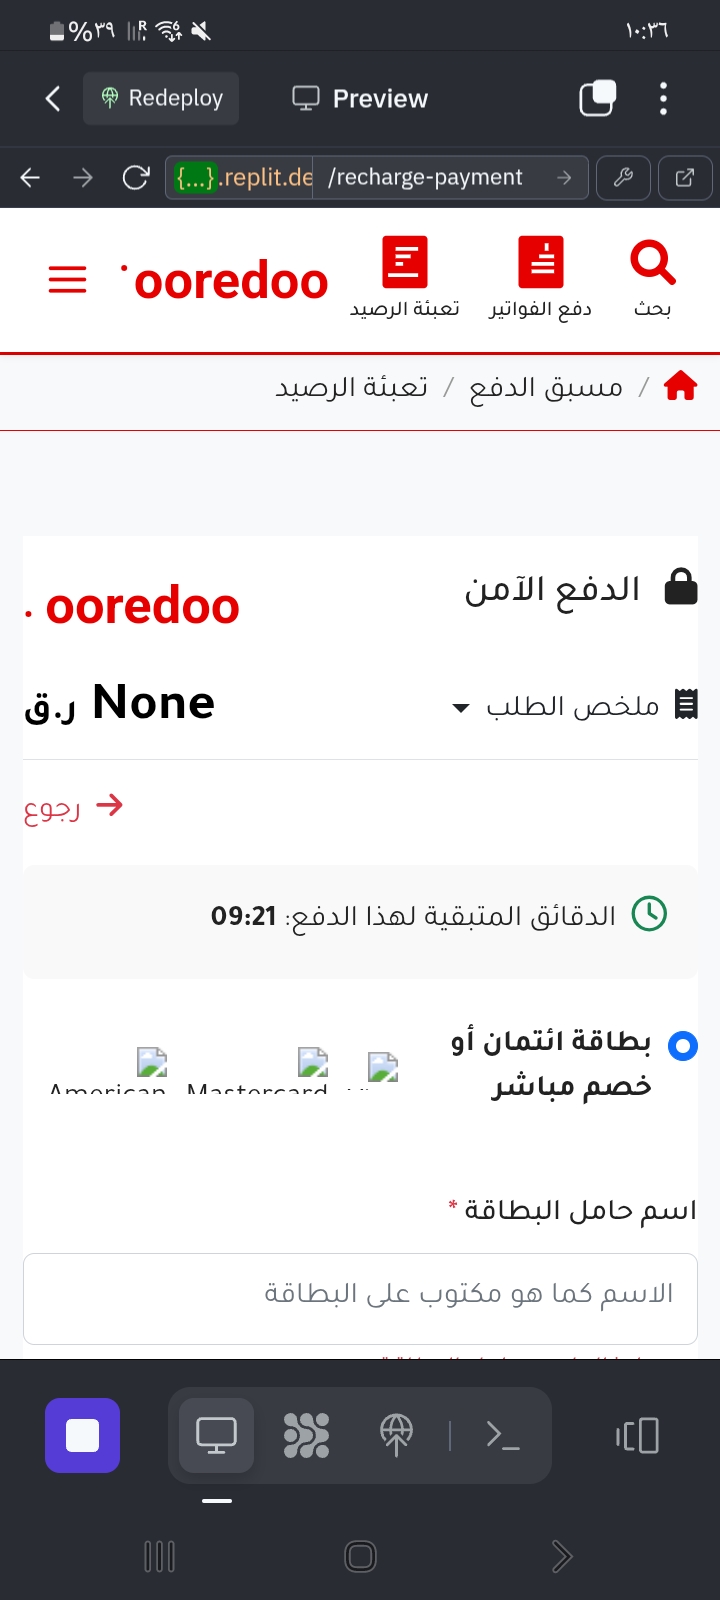 %٣٩ R 6 ١٠:٣٦
Redeploy Preview
{...}.replit.de /recharge-payment
ooredoo تعبئة الرصيد دفع الفواتير بحث
/ مسبق الدفع / تعبئة الرصيد
الدفع الآمن
ooredoo
ملخص الطلب
None ر.ق
رجوع
الدقائق المتبقية لهذا الدفع: 09:21
بطاقة ائتمان أو
خصم مباشر
Mastercard American
اسم حامل البطاقة *
الاسم كما هو مكتوب على البطاقة